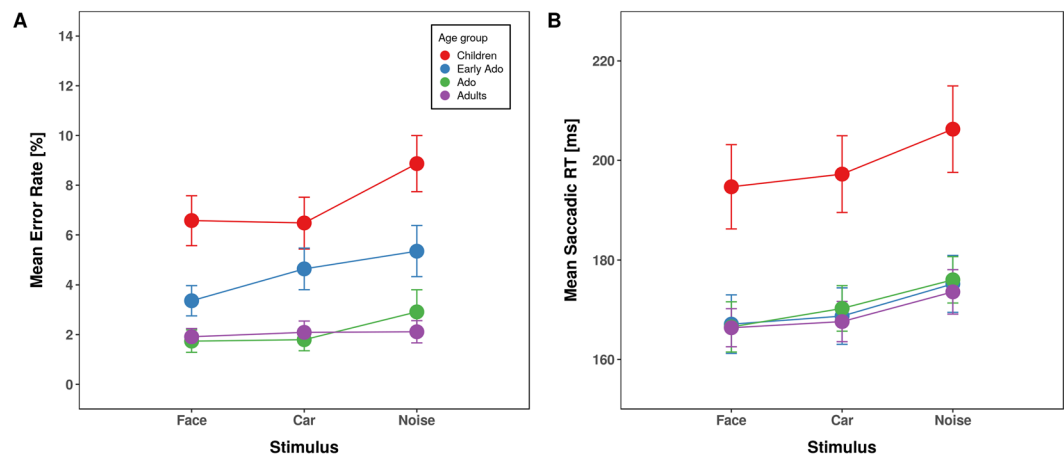 A
Mean Error Rate [%]
14
12
10
8
6
4
2
0
Age group
Children
Early Ado
Ado
Adults
Face Car Noise
Stimulus
B
Mean Saccadic RT [ms]
220
200
180
160
Face Car Noise
Stimulus